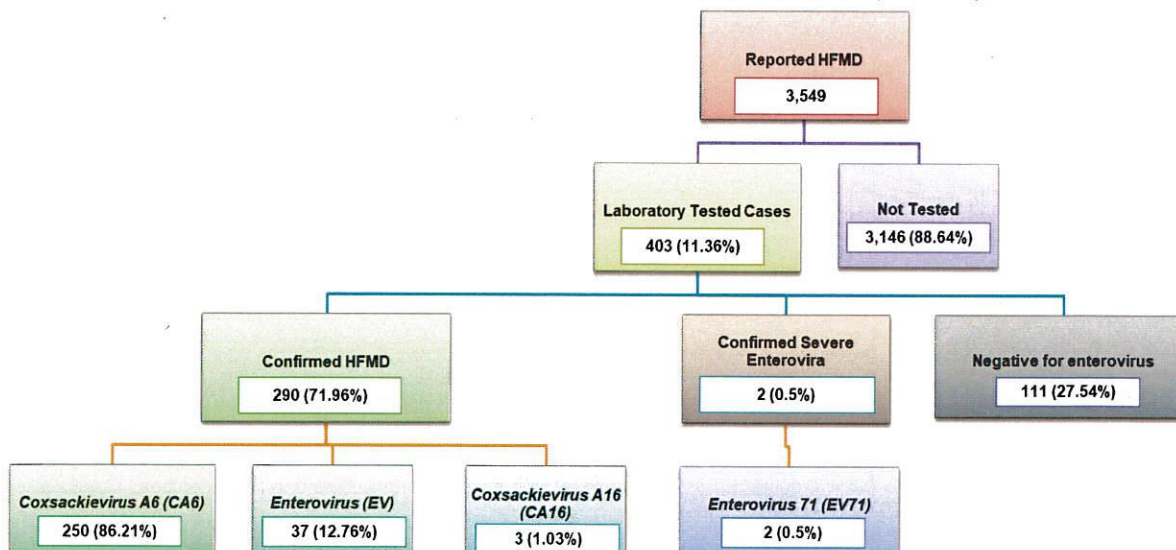 Reported HFMD
3,549
Laboratory Tested Cases
403 (11.36%)
Not Tested
3,146 (88.64%)
Confirmed HFMD
290 (71.96%)
Confirmed Severe
Enterovira
2 (0.5%)
Negative for enterovirus
111 (27.54%)
Coxsackievirus A6 (CA6)
250 (86.21%)
Enterovirus (EV)
37 (12.76%)
Coxsackievirus A16
(CA16)
3 (1.03%)
Enterovirus 71 (EV71)
2 (0.5%)